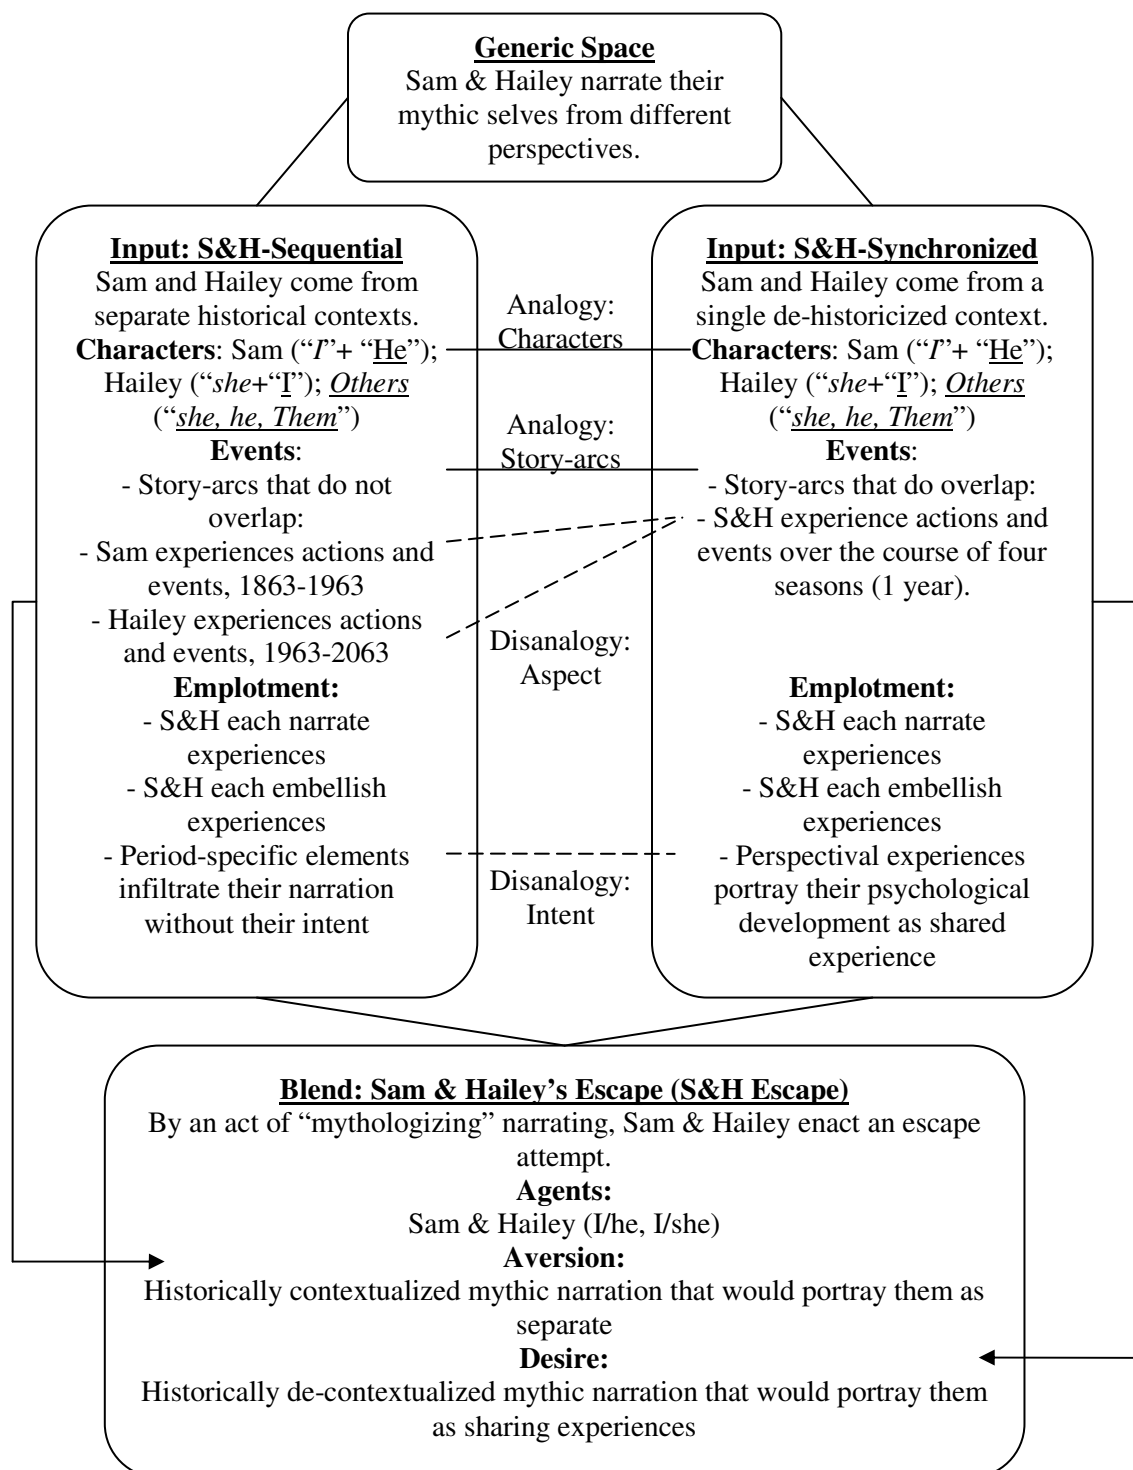 Generic Space
Sam & Hailey narrate their
mythic selves from different
perspectives.
Input: S&H-Sequential
Sam and Hailey come from
separate historical contexts.
Characters: Sam (“I”+ “He”);
Hailey (“she+“I”); Others
(“she, he, Them”)
Events:
- Story-arcs that do not
overlap:
- Sam experiences actions and
events, 1863-1963
- Hailey experiences actions
and events, 1963-2063
Emplotment:
- S&H each narrate
experiences
- S&H each embellish
experiences
- Period-specific elements
infiltrate their narration
without their intent
Analogy:
Characters
Analogy:
Story-arcs
Disanalogy:
Aspect
Disanalogy:
Intent
Input: S&H-Synchronized
Sam and Hailey come from a
single de-historicized context.
Characters: Sam (“I”+ “He”);
Hailey (“she+“I”); Others
(“she, he, Them”)
Events:
- Story-arcs that do overlap:
- S&H experience actions and
events over the course of four
seasons (1 year).
Emplotment:
- S&H each narrate
experiences
- S&H each embellish
experiences
- Perspectival experiences
portray their psychological
development as shared
experience
Blend: Sam & Hailey’s Escape (S&H Escape)
By an act of “mythologizing” narrating, Sam & Hailey enact an escape
attempt.
Agents:
Sam & Hailey (I/he, I/she)
Aversion:
Historically contextualized mythic narration that would portray them as
separate
Desire:
Historically de-contextualized mythic narration that would portray them
as sharing experiences